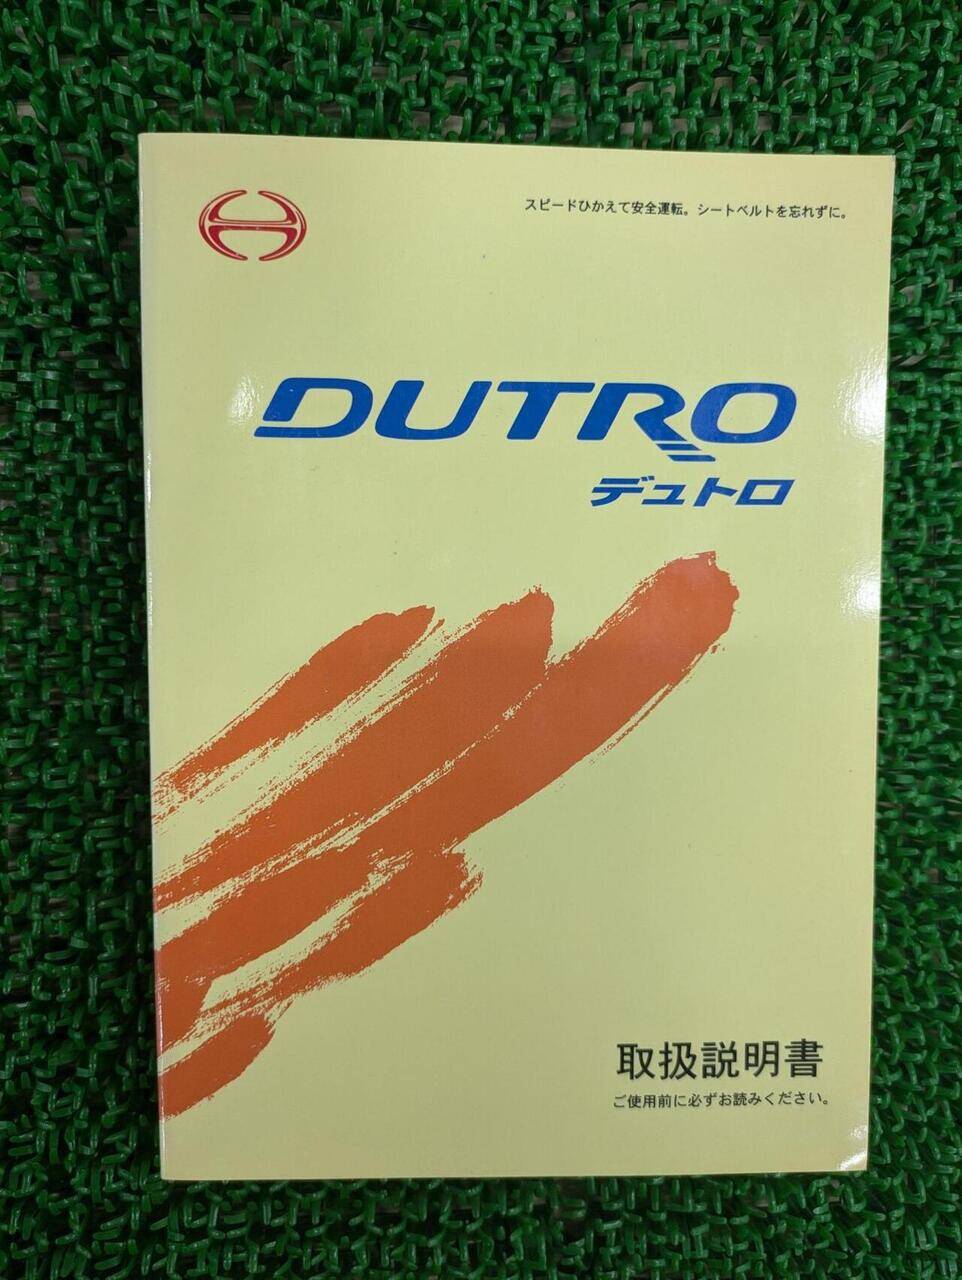 スピードひかえて安全運転。シートベルトを忘れずに。
DUTRO
デュトロ
取扱説明書
ご使用前に必ずお読みください。